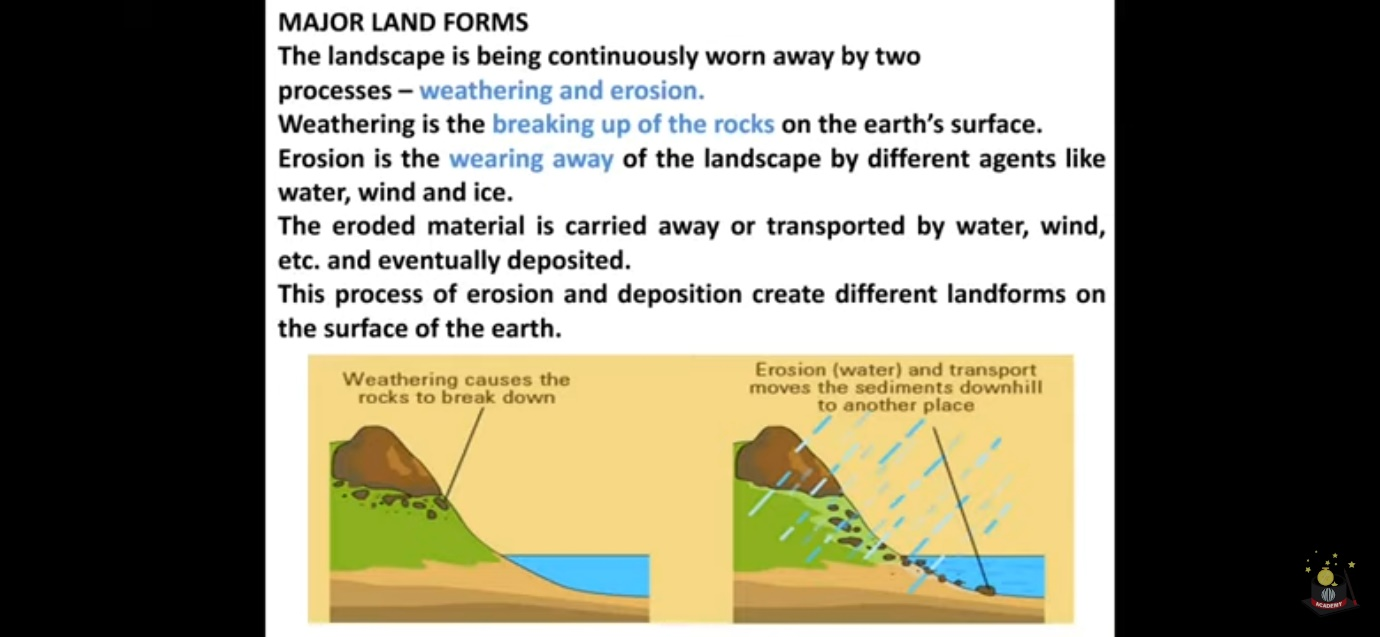 MAJOR LAND FORMS
The landscape is being continuously worn away by two
processes – weathering and erosion.
Weathering is the breaking up of the rocks on the earth's surface.
Erosion is the wearing away of the landscape by different agents like
water, wind and ice.
The eroded material is carried away or transported by water, wind,
etc. and eventually deposited.
This process of erosion and deposition create different landforms on
the surface of the earth.
Weathering causes the
rocks to break down
Erosion (water) and transport
moves the sediments downhill
to another place
ACADEMY